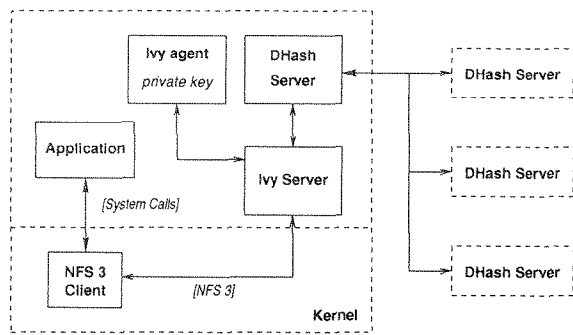 Ivy agent
private key
DHash
Server
DHash Server
Application
Ivy Server
DHash Server
[System Calls]
NFS 3
Client
[NFS 3]
DHash Server
Kernel